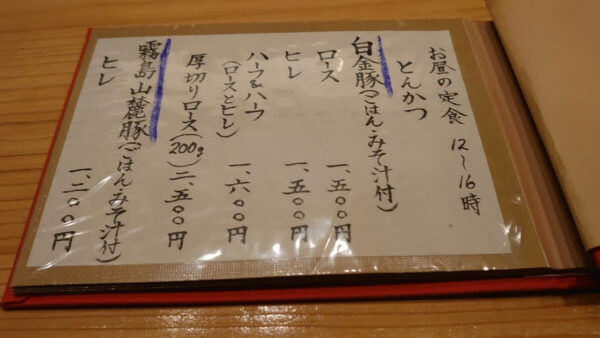 お昼の定食 12〜16時
とんかつ
白金豚(ごはん・みそ汁付)
ロース 一、五〇〇円
ヒレ 一、五〇〇円
ハーフ&ハーフ
(ロースとヒレ) 一、六〇〇円
厚切りロース(200g) 二、五〇〇円
霧島山麓豚(ごはん・みそ汁付)
ヒレ 一、二〇〇円